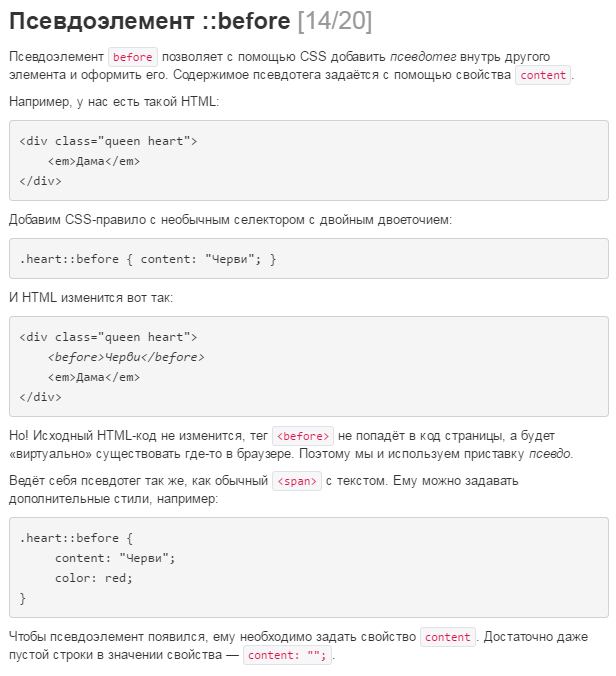 Псевдоэлемент ::before [14/20]
Псевдоэлемент before позволяет с помощью CSS добавить псевдотег внутрь другого
элемента и оформить его. Содержимое псевдотега задаётся с помощью свойства content.
Например, у нас есть такой HTML:
<div class="queen heart">
    <em>Дама</em>
</div>
Добавим CSS-правило с необычным селектором с двойным двоеточием:
.heart::before { content: "Черви"; }
И HTML изменится вот так:
<div class="queen heart">
    <before>Черви</before>
    <em>Дама</em>
</div>
Но! Исходный HTML-код не изменится, тег <before> не попадёт в код страницы, а будет
«виртуально» существовать где-то в браузере. Поэтому мы и используем приставку псевдо.
Ведёт себя псевдотег так же, как обычный <span> с текстом. Ему можно задавать
дополнительные стили, например:
.heart::before {
     content: "Черви";
     color: red;
}
Чтобы псевдоэлемент появился, ему необходимо задать свойство content. Достаточно даже
пустой строки в значении свойства — content: "";.